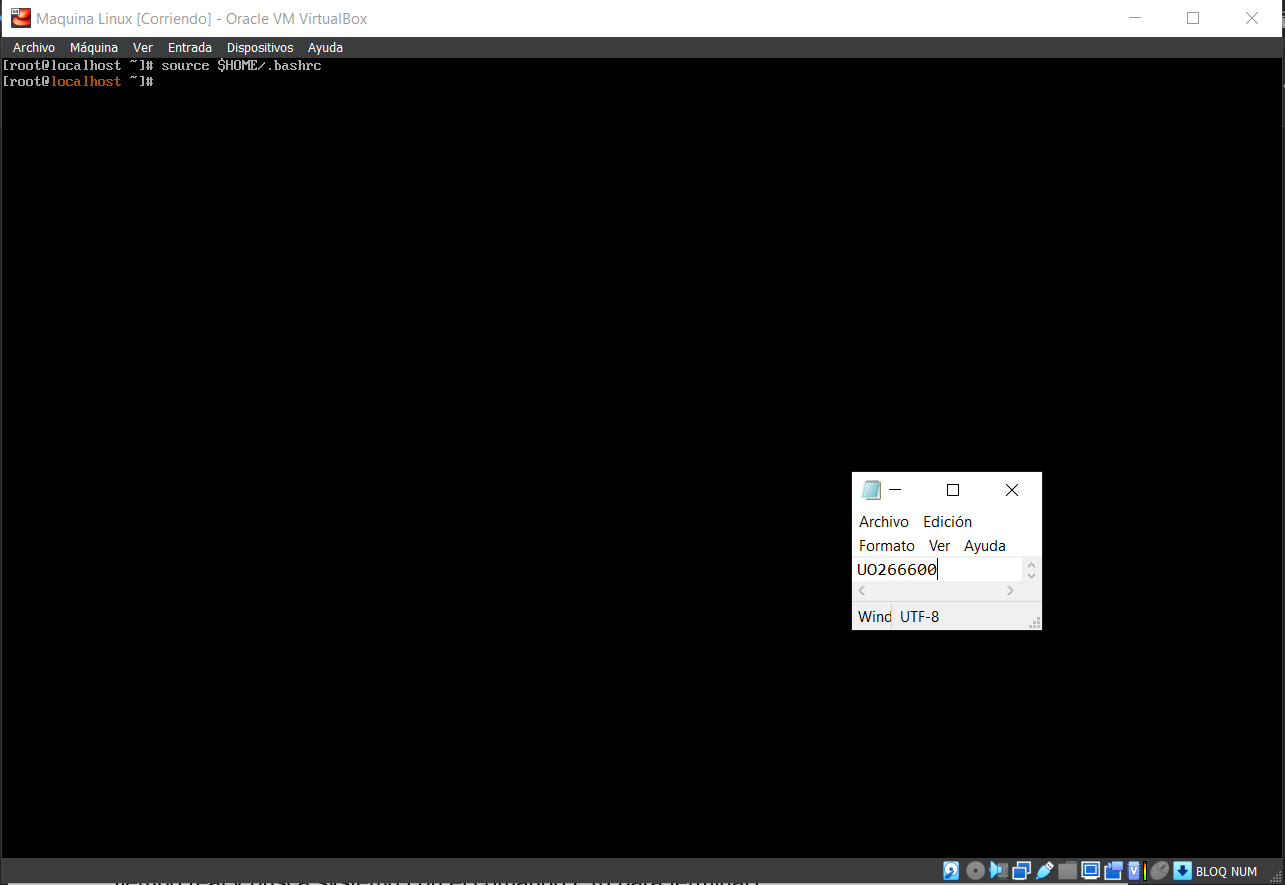 Maquina Linux [Corriendo] - Oracle VM VirtualBox
Archivo Máquina Ver Entrada Dispositivos Ayuda
[root@localhost ~]# source $HOME/.bashrc
[root@localhost ~]#
Archivo Edición
Formato Ver Ayuda
UO266600
Wind UTF-8
BLOQ NUM